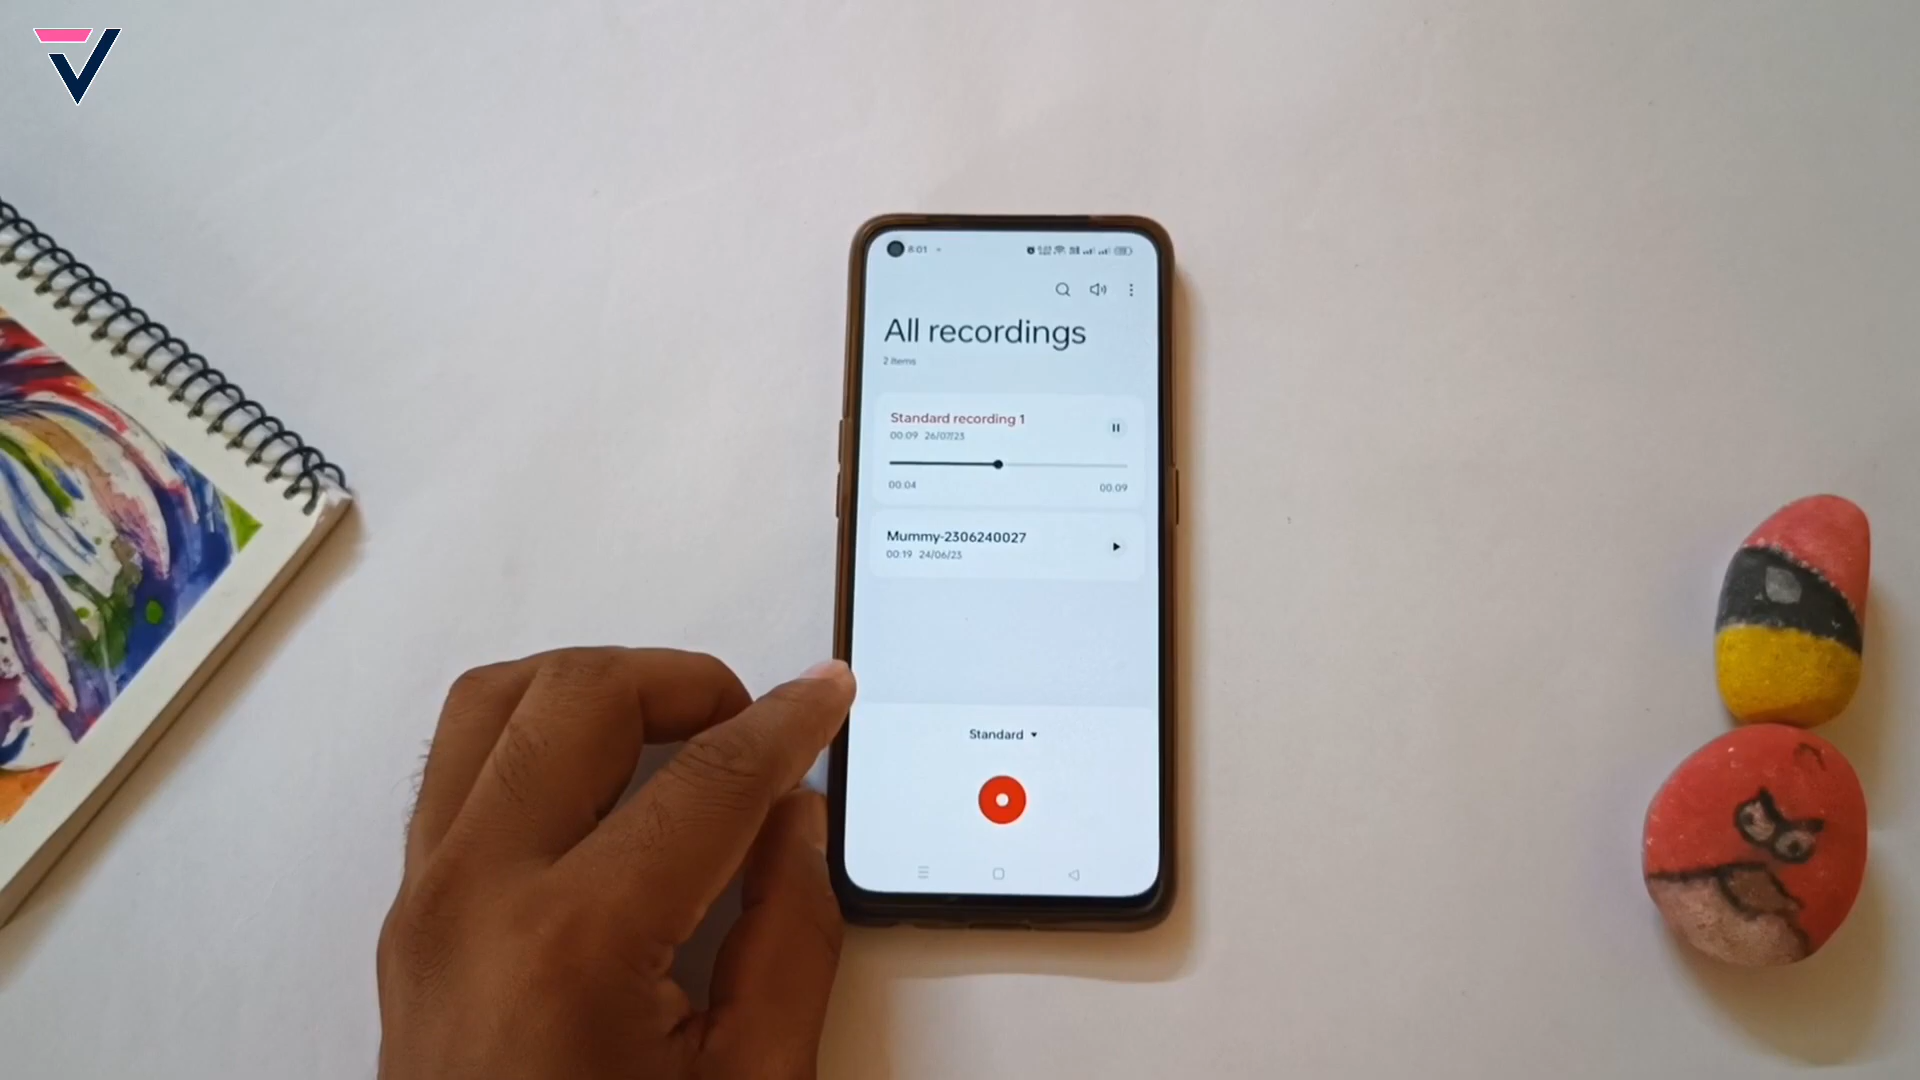 8:01
All recordings
2 items
Standard recording 1
00:09 26/07/23
00:04 00:09
Mummy-2306240027
00:19 24/06/23
Standard